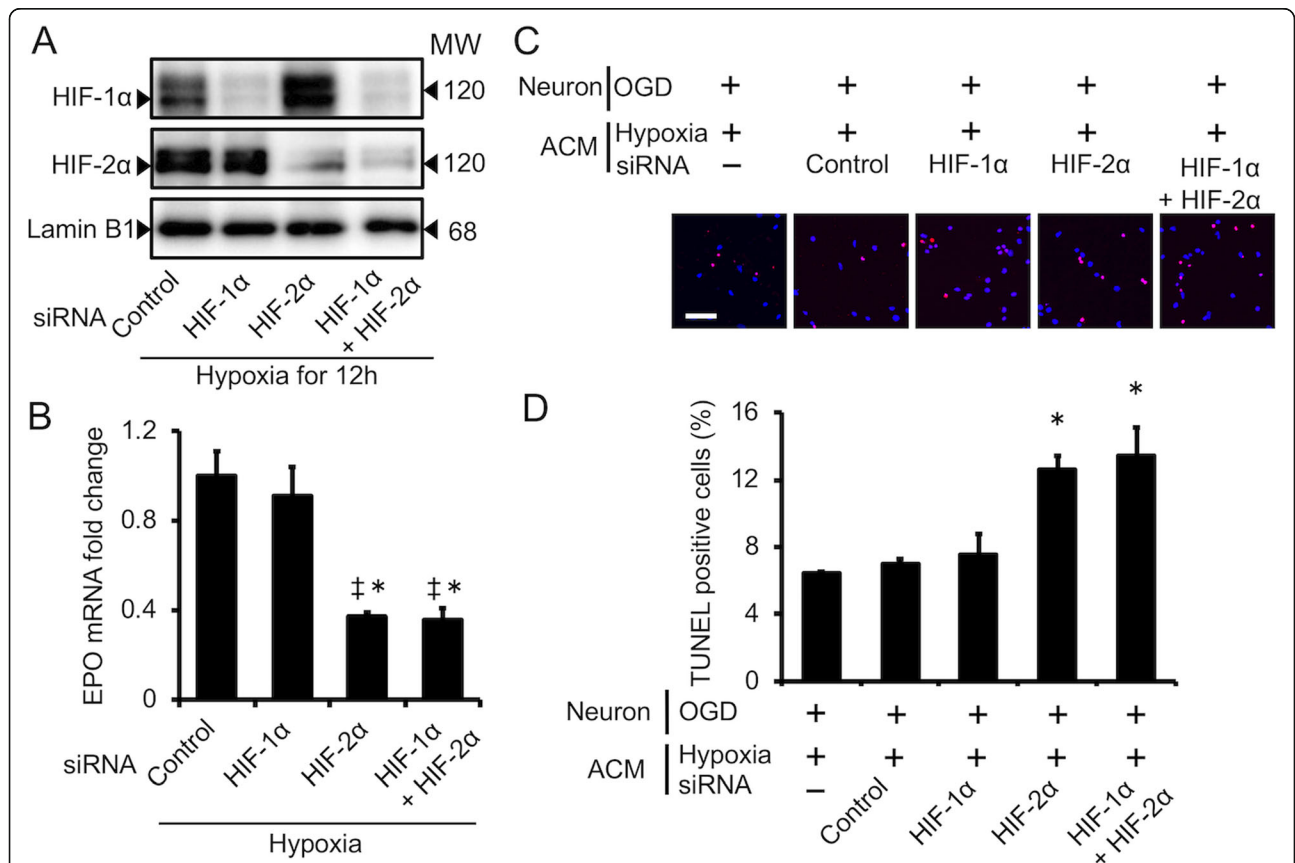 A
MW
HIF-1α
120
HIF-2α
120
Lamin B1
68
siRNA
Control
HIF-1α
HIF-2α
HIF-1α
+ HIF-2α
Hypoxia for 12h
B
EPO mRNA fold change
1.2
0.8
0.4
0
‡ *
‡ *
siRNA
Control
HIF-1α
HIF-2α
HIF-1α
+ HIF-2α
Hypoxia
C
Neuron OGD + + + + +
ACM Hypoxia + + + + +
siRNA – Control HIF-1α HIF-2α HIF-1α
+ HIF-2α
D
TUNEL positive cells (%)
16
12
8
4
0
*
*
Neuron OGD + + + + +
ACM Hypoxia + + + + +
siRNA – Control HIF-1α HIF-2α HIF-1α
+ HIF-2α